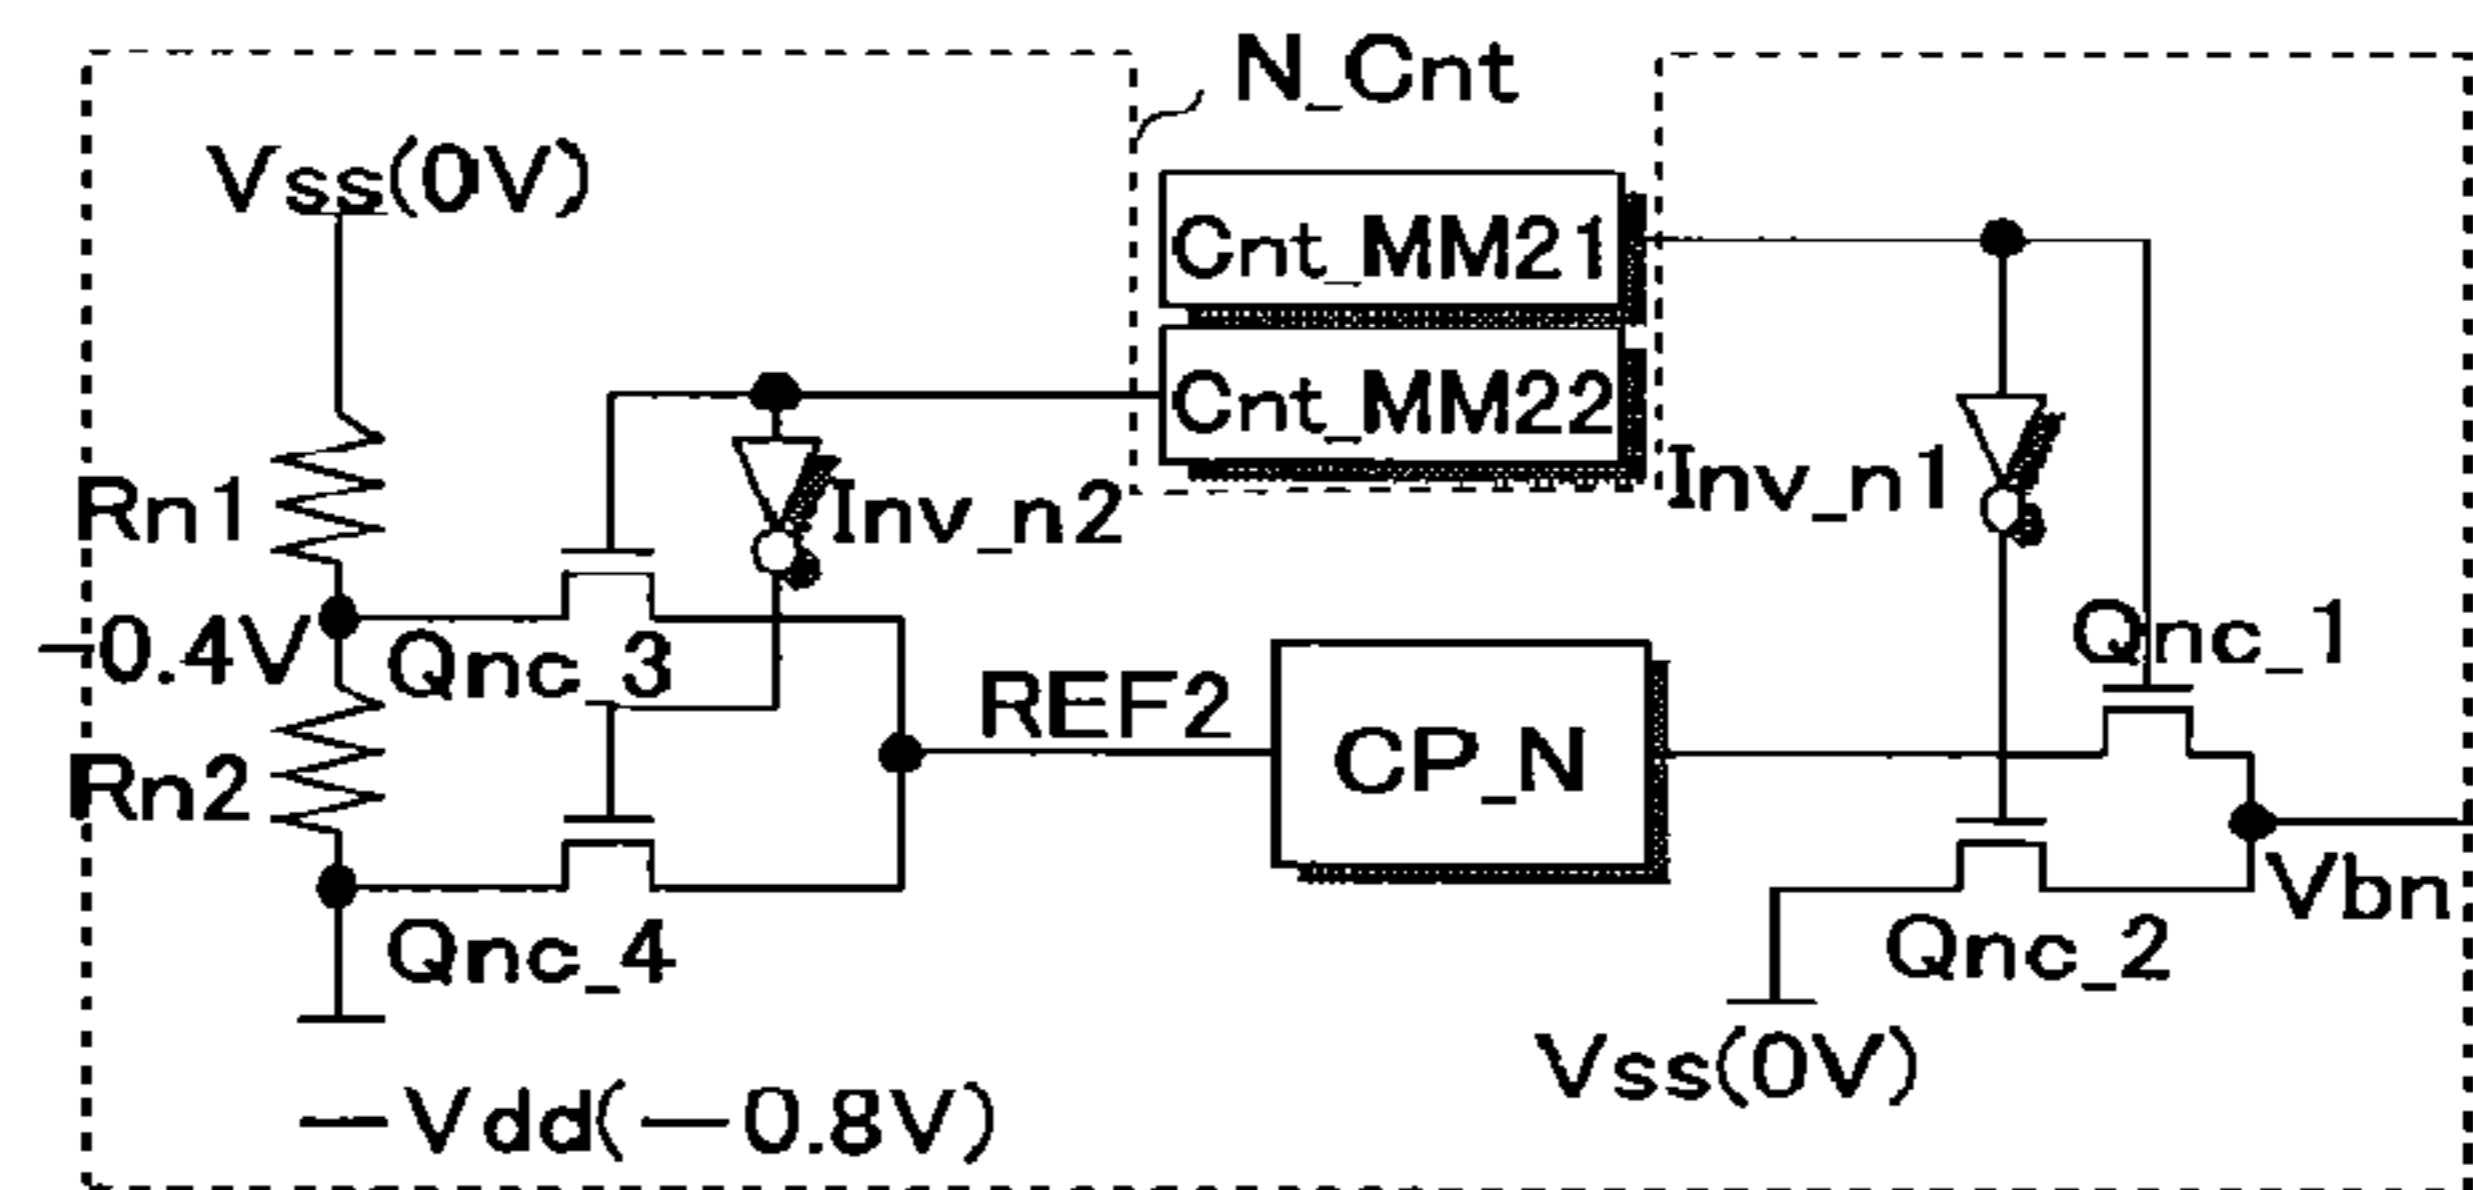 N_Cnt
Vss(0V)
Cnt_MM21
Cnt_MM22
Rn1
Inv_n2
Inv_n1
-0.4V
Qnc_3
Qnc_1
REF2
CP_N
Rn2
Vbn
Qnc_4
Qnc_2
Vss(0V)
-Vdd(-0.8V)